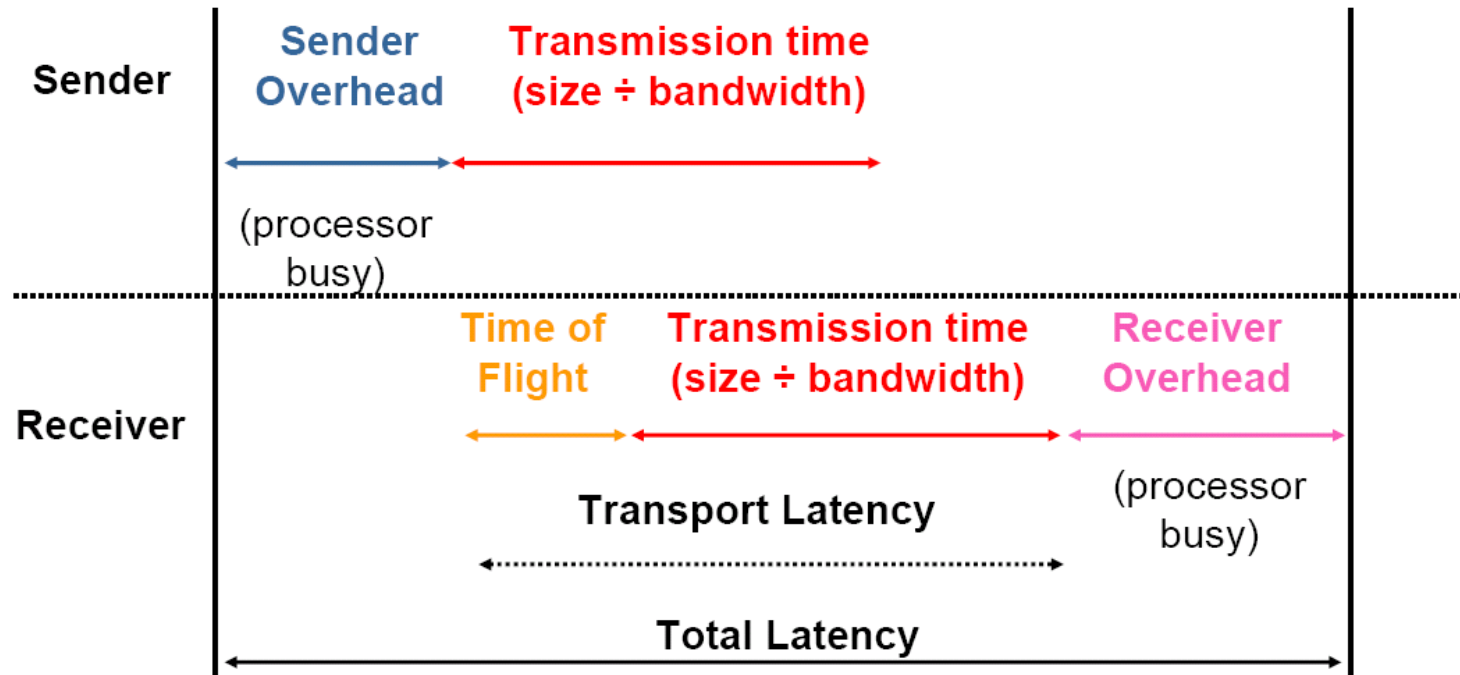 Sender
Sender
Overhead
Transmission time
(size ÷ bandwidth)
(processor
busy)
Receiver
Time of
Flight
Transmission time
(size ÷ bandwidth)
Receiver
Overhead
(processor
busy)
Transport Latency
Total Latency